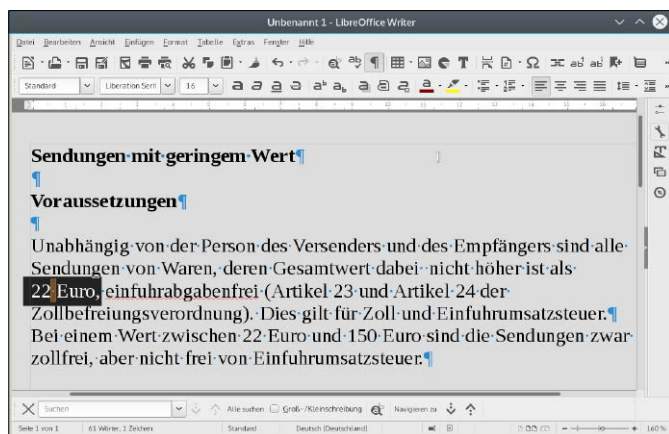 Unbenannt 1 - LibreOffice Writer
Datei Bearbeiten Ansicht Einfügen Format Tabelle Extras Fenster Hilfe
Standard Liberation Serif 16
Sendungen mit geringem Wert¶
¶
Voraussetzungen¶
¶
Unabhängig von der Person des Versenders und des Empfängers sind alle
Sendungen von Waren, deren Gesamtwert dabei  nicht höher ist als
22 Euro, einfuhrabgabenfrei (Artikel 23 und Artikel 24 der
Zollbefreiungsverordnung). Dies gilt für Zoll und Einfuhrumsatzsteuer.¶
Bei einem Wert zwischen 22 Euro und 150 Euro sind die Sendungen zwar
zollfrei, aber nicht frei von Einfuhrumsatzsteuer.¶
Suchen Alle suchen Groß-/Kleinschreibung Navigieren zu
Seite 1 von 1 Standard Deutsch (Deutschland) 160%